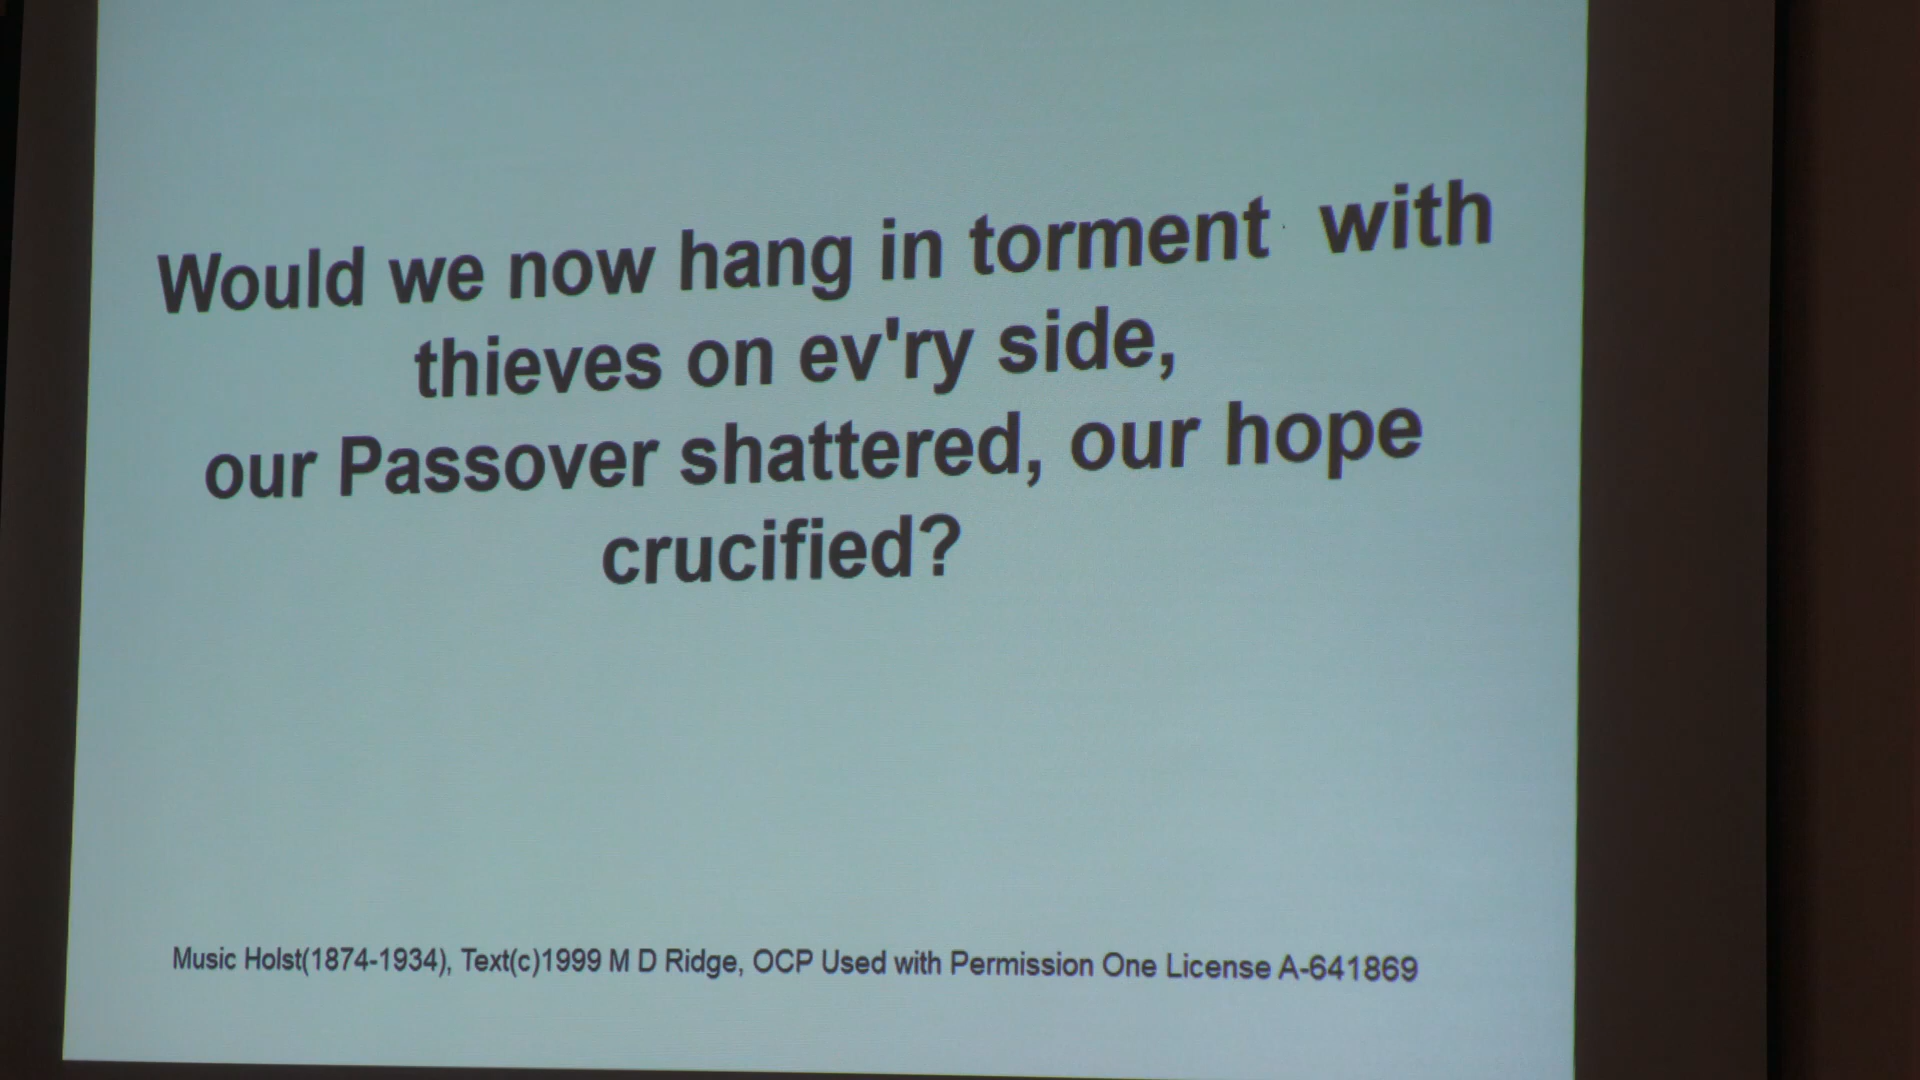 Would we now hang in torment with
thieves on ev'ry side,
our Passover shattered, our hope
crucified?
Music Holst(1874-1934), Text(c)1999 M D Ridge, OCP Used with Permission One License A-641869